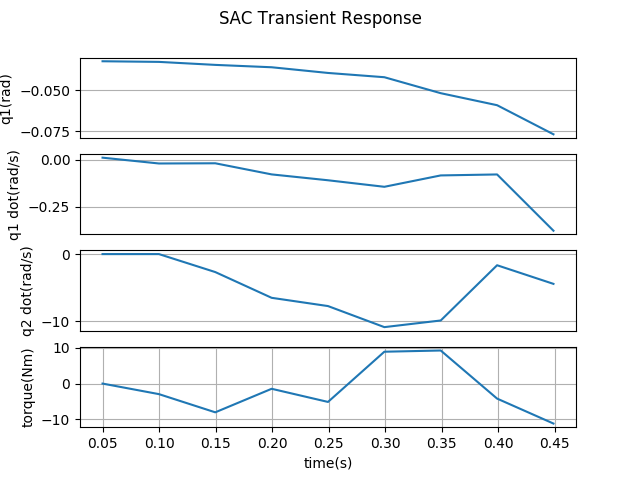 SAC Transient Response
q1(rad)
−0.050
−0.075
q1 dot(rad/s)
0.00
−0.25
q2 dot(rad/s)
0
−10
torque(Nm)
10
0
−10
0.05 0.10 0.15 0.20 0.25 0.30 0.35 0.40 0.45
time(s)